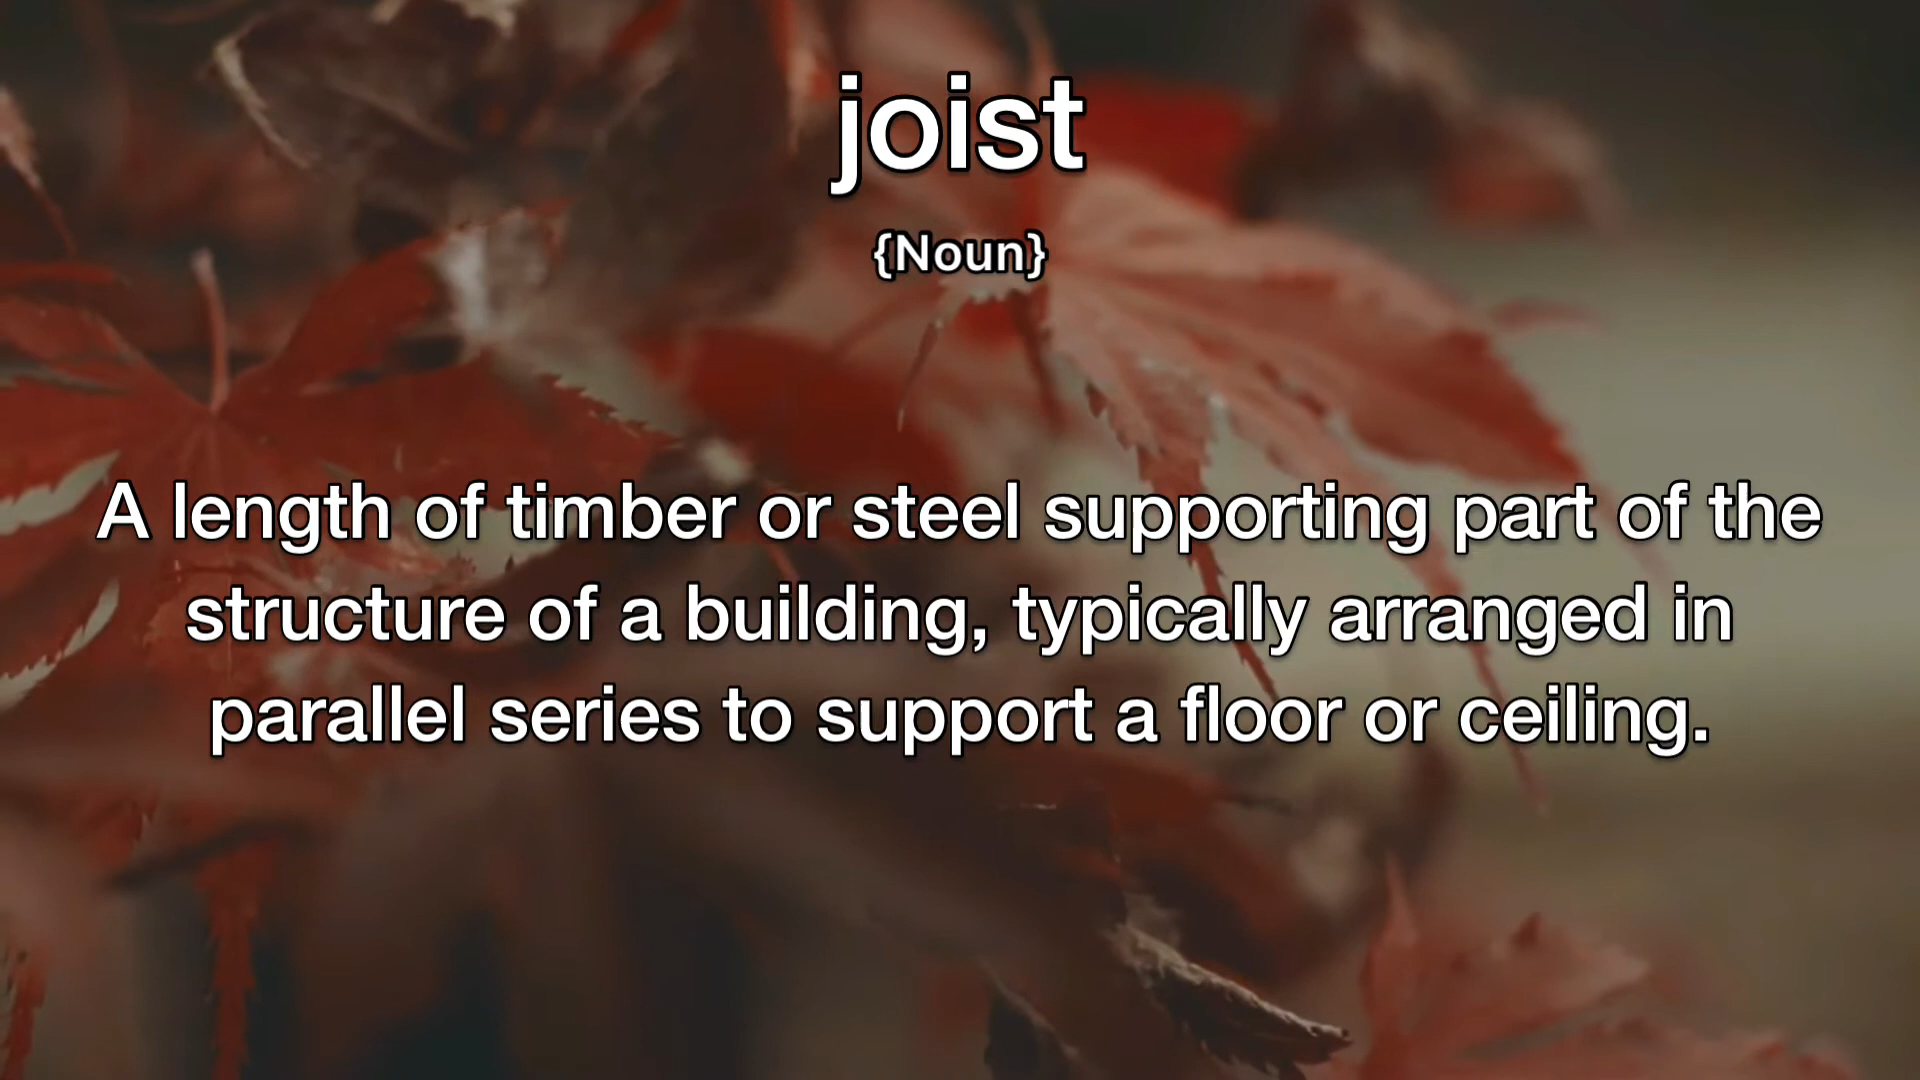 joist
{Noun}
A length of timber or steel supporting part of the
structure of a building, typically arranged in
parallel series to support a floor or ceiling.